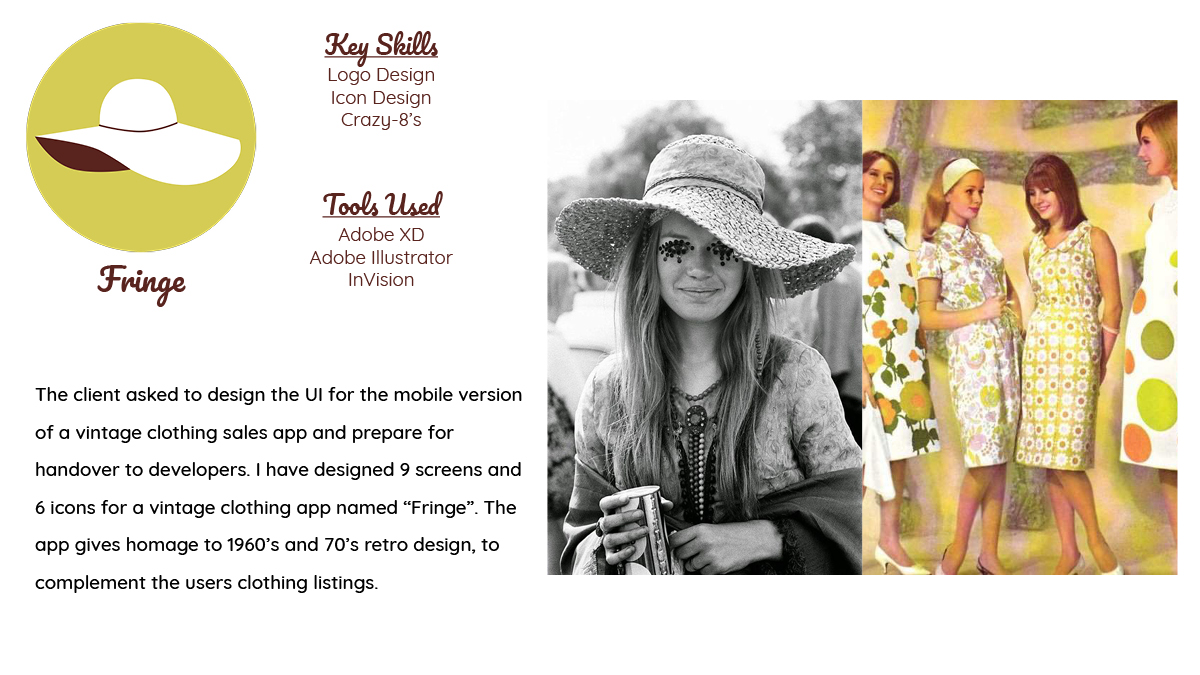 Fringe
Key Skills
Logo Design
Icon Design
Crazy-8’s
Tools Used
Adobe XD
Adobe Illustrator
InVision
The client asked to design the UI for the mobile version
of a vintage clothing sales app and prepare for
handover to developers. I have designed 9 screens and
6 icons for a vintage clothing app named “Fringe”. The
app gives homage to 1960’s and 70’s retro design, to
complement the users clothing listings.